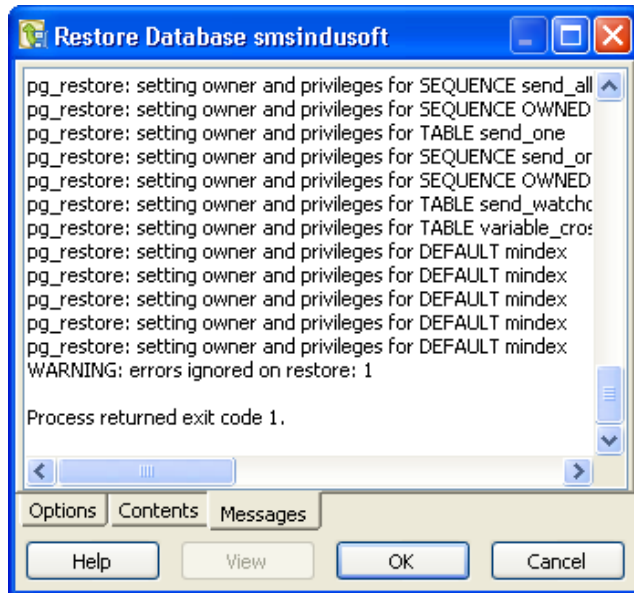 Restore Database smsindusoft
pg_restore: setting owner and privileges for SEQUENCE send_all
pg_restore: setting owner and privileges for SEQUENCE OWNED
pg_restore: setting owner and privileges for TABLE send_one
pg_restore: setting owner and privileges for SEQUENCE send_or
pg_restore: setting owner and privileges for SEQUENCE OWNED
pg_restore: setting owner and privileges for TABLE send_watchd
pg_restore: setting owner and privileges for TABLE variable_cros
pg_restore: setting owner and privileges for DEFAULT mindex
pg_restore: setting owner and privileges for DEFAULT mindex
pg_restore: setting owner and privileges for DEFAULT mindex
pg_restore: setting owner and privileges for DEFAULT mindex
pg_restore: setting owner and privileges for DEFAULT mindex
WARNING: errors ignored on restore: 1
Process returned exit code 1.
Options Contents Messages
Help View OK Cancel